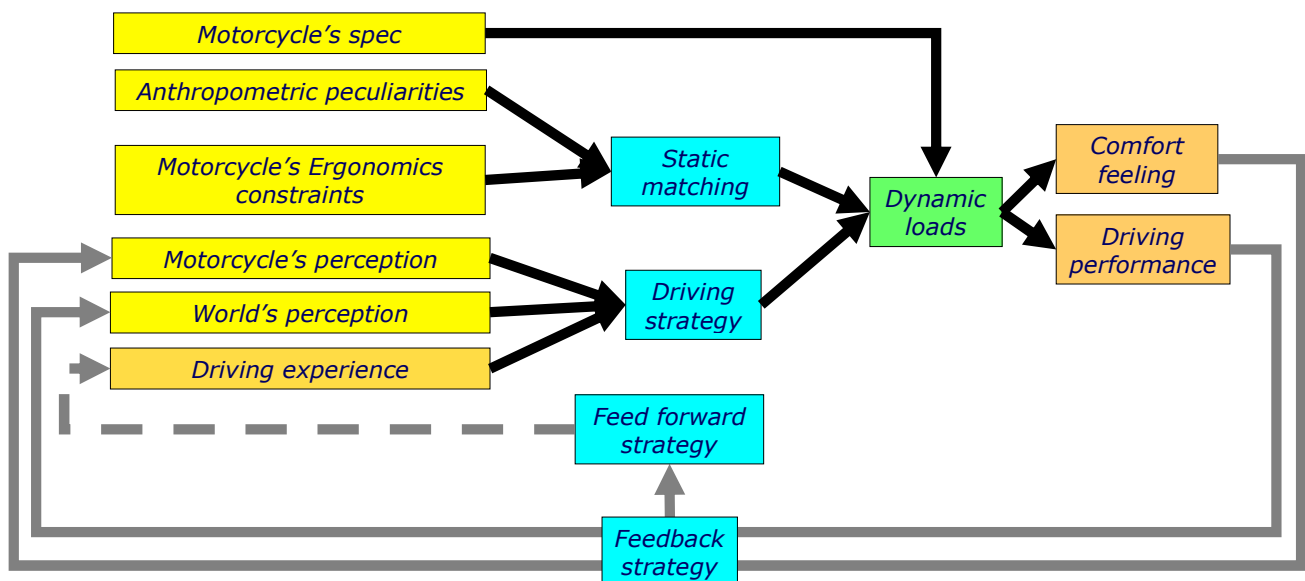 Motorcycle's spec
Anthropometric peculiarities
Motorcycle's Ergonomics
constraints
Static
matching
Comfort
feeling
Dynamic
loads
Driving
performance
Motorcycle's perception
World's perception
Driving experience
Driving
strategy
Feed forward
strategy
Feedback
strategy